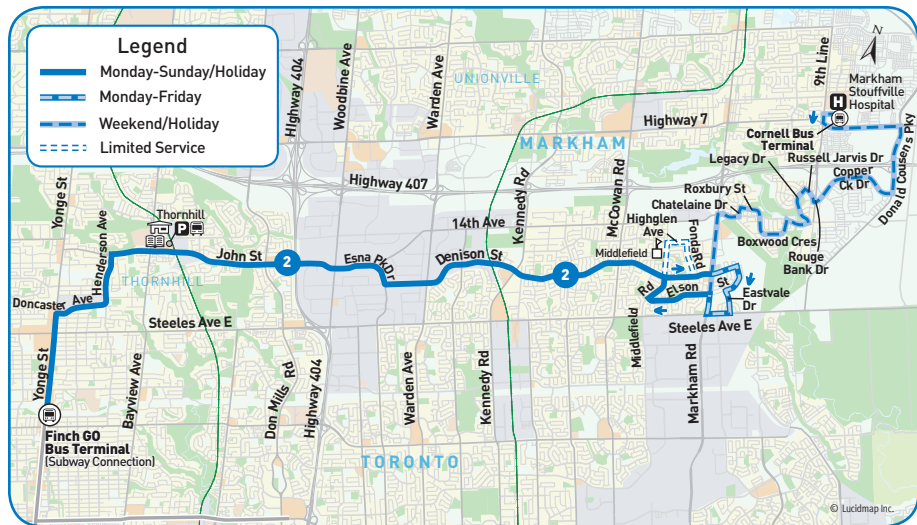 Legend
Monday-Sunday/Holiday
Monday-Friday
Weekend/Holiday
Limited Service
Highway 404
Woodbine Ave
Warden Ave
UNIONVILLE
9th Line
N
Markham
Stouffville
Hospital
H
MARKHAM
Highway 7
Cornell Bus
Terminal
Legacy Dr
Russell Jarvis Dr
Copper
Ck Dr
Donald Cousens Pky
Highway 407
Kennedy Rd
McCowan Rd
Roxbury St
Chatelaine Dr
Yonge St
Henderson Ave
Thornhill
P
14th Ave
Highglen
Ave
Fonda Rd
Boxwood Cres
Rouge
Bank Dr
John St
2
Esna Pk Dr
Denison St
2
Middlefield
THORNHILL
Doncaster Ave
Rd
Elson
St
Eastvale
Dr
Steeles Ave E
Steeles Ave E
Yonge St
Bayview Ave
Don Mills Rd
Highway 404
Warden Ave
Kennedy Rd
Middlefield
Markham Rd
Finch GO
Bus Terminal
(Subway Connection)
TORONTO
© Lucidmap Inc.